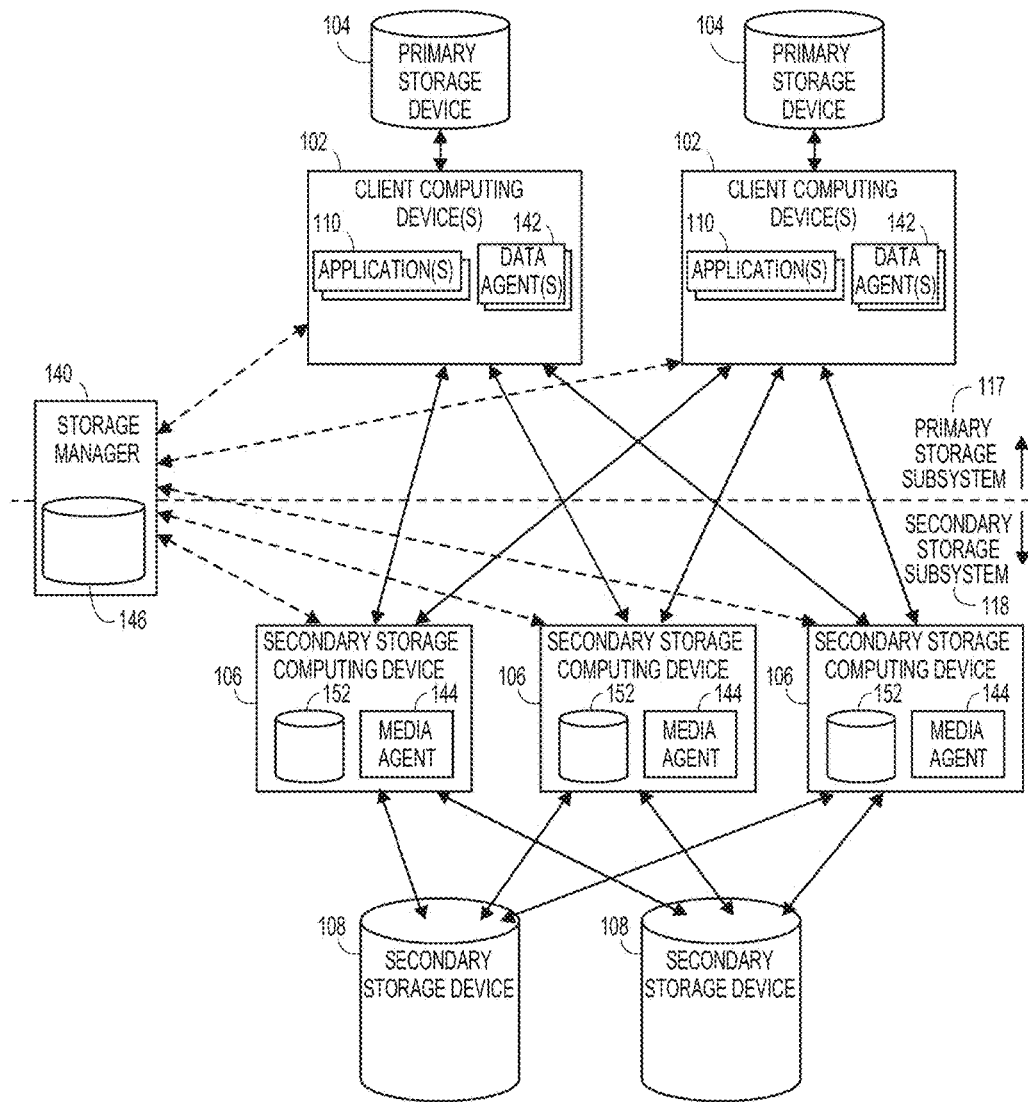 104
PRIMARY
STORAGE
DEVICE
104
PRIMARY
STORAGE
DEVICE
102
CLIENT COMPUTING
DEVICE(S)
110
142
APPLICATION(S)
DATA
AGENT(S)
102
CLIENT COMPUTING
DEVICE(S)
110
142
APPLICATION(S)
DATA
AGENT(S)
140
STORAGE
MANAGER
146
117
PRIMARY
STORAGE
SUBSYSTEM
SECONDARY
STORAGE
SUBSYSTEM
118
SECONDARY STORAGE
COMPUTING DEVICE
106
152
144
MEDIA
AGENT
SECONDARY STORAGE
COMPUTING DEVICE
106
152
144
MEDIA
AGENT
SECONDARY STORAGE
COMPUTING DEVICE
106
152
144
MEDIA
AGENT
108
SECONDARY
STORAGE DEVICE
108
SECONDARY
STORAGE DEVICE